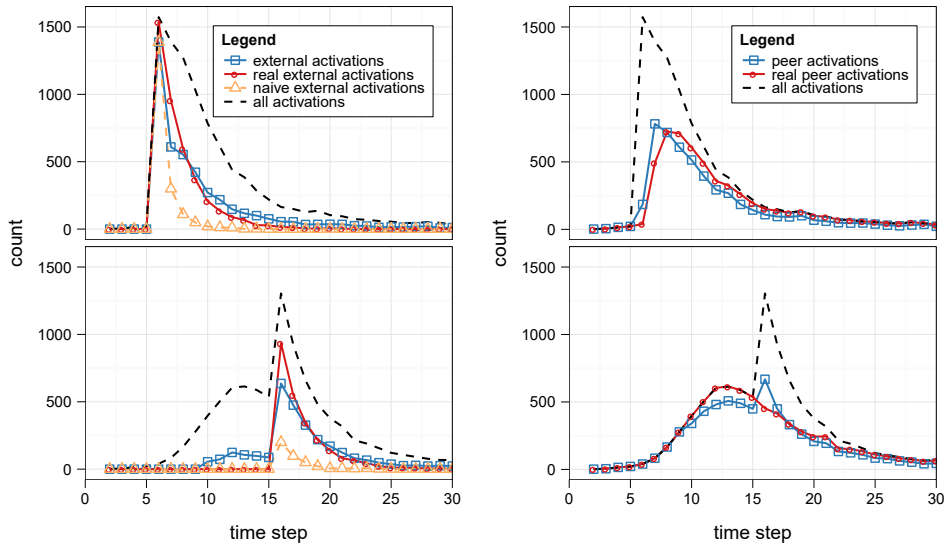 1500
1000
500
0
Legend
external activations
real external activations
naive external activations
all activations
1500
1000
500
0
Legend
peer activations
real peer activations
all activations
count
count
1500
1000
500
0
0 5 10 15 20 25 30
time step
1500
1000
500
0
0 5 10 15 20 25 30
time step